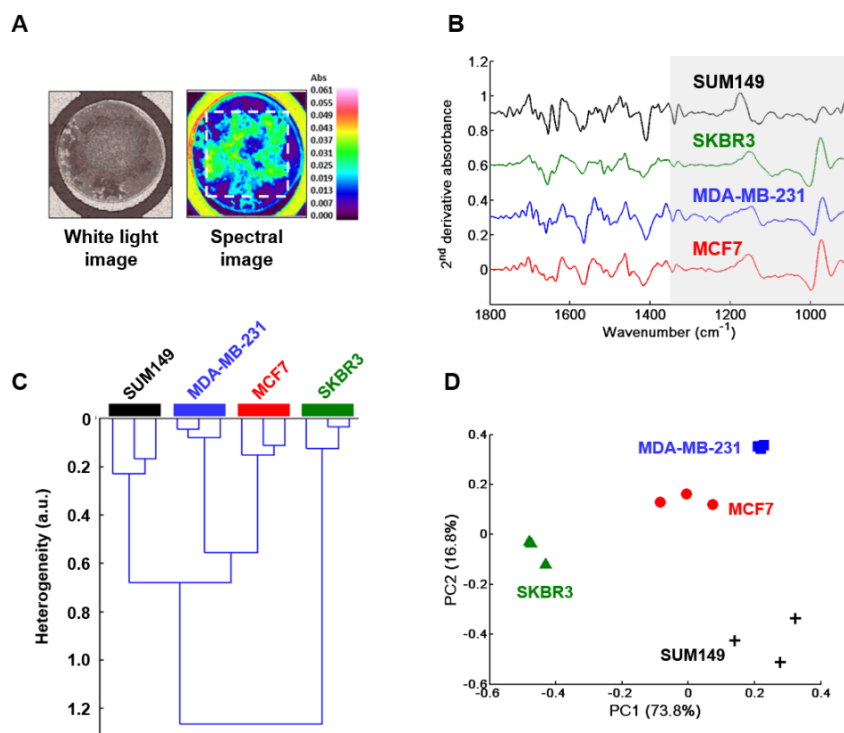 A
Abs
0.061
0.055
0.049
0.043
0.037
0.031
0.025
0.019
0.013
0.007
0.000
White light
image
Spectral
image
B
1.2
1
0.8
0.6
0.4
0.2
0
2nd derivative absorbance
SUM149
SKBR3
MDA-MB-231
MCF7
1800
1600
1400
1200
1000
Wavenumber (cm⁻¹)
C
SUM149
MDA-MB-231
MCF7
SKBR3
0
0.2
0.4
0.6
0.8
1.0
1.2
Heterogeneity (a.u.)
D
0.4
0.2
0
-0.2
-0.4
-0.6
PC2 (16.8%)
MDA-MB-231
MCF7
SKBR3
SUM149
-0.6
-0.4
-0.2
0
0.2
0.4
PC1 (73.8%)